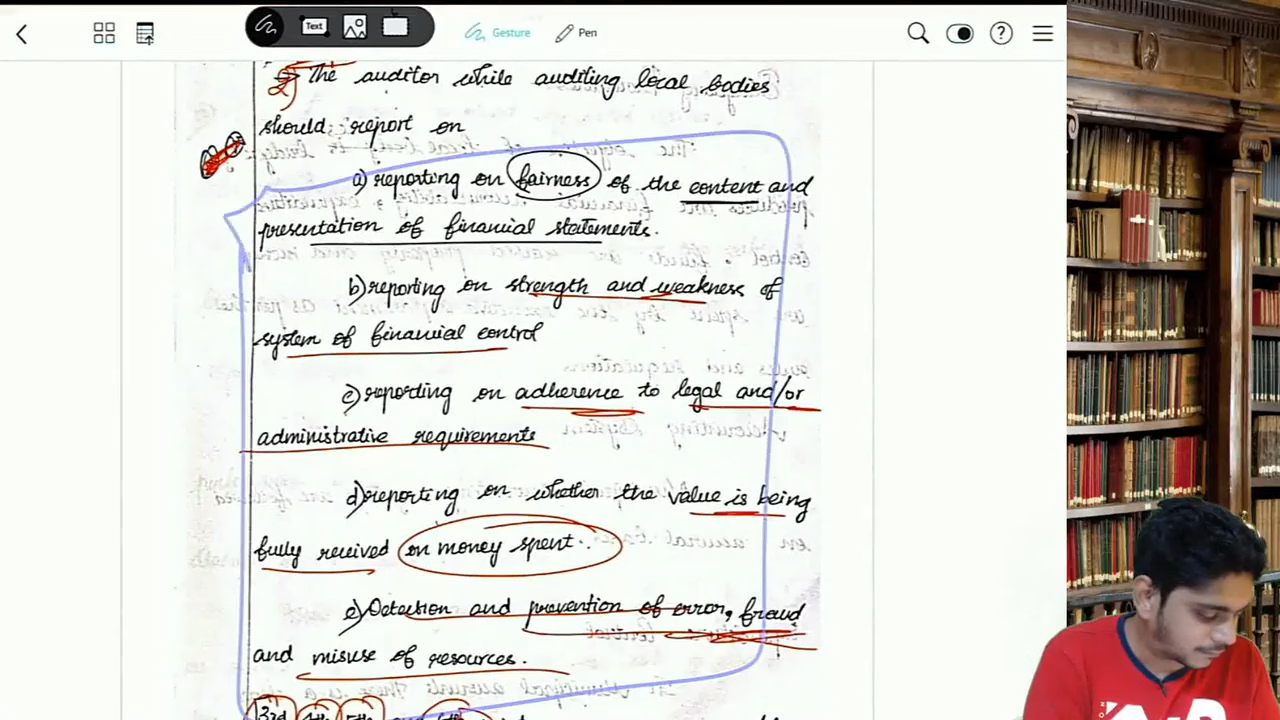 Text
Gesture
Pen
2) The auditor while auditing local bodies
should report on
a) reporting on fairness of the content and
presentation of financial statements.
b) reporting on strength and weakness of
system of financial control
c) reporting on adherence to legal and/or
administrative requirements
d) reporting on whether the value is being
fully received on money spent.
e) Detection and prevention of error, fraud
and misuse of resources.
3rd